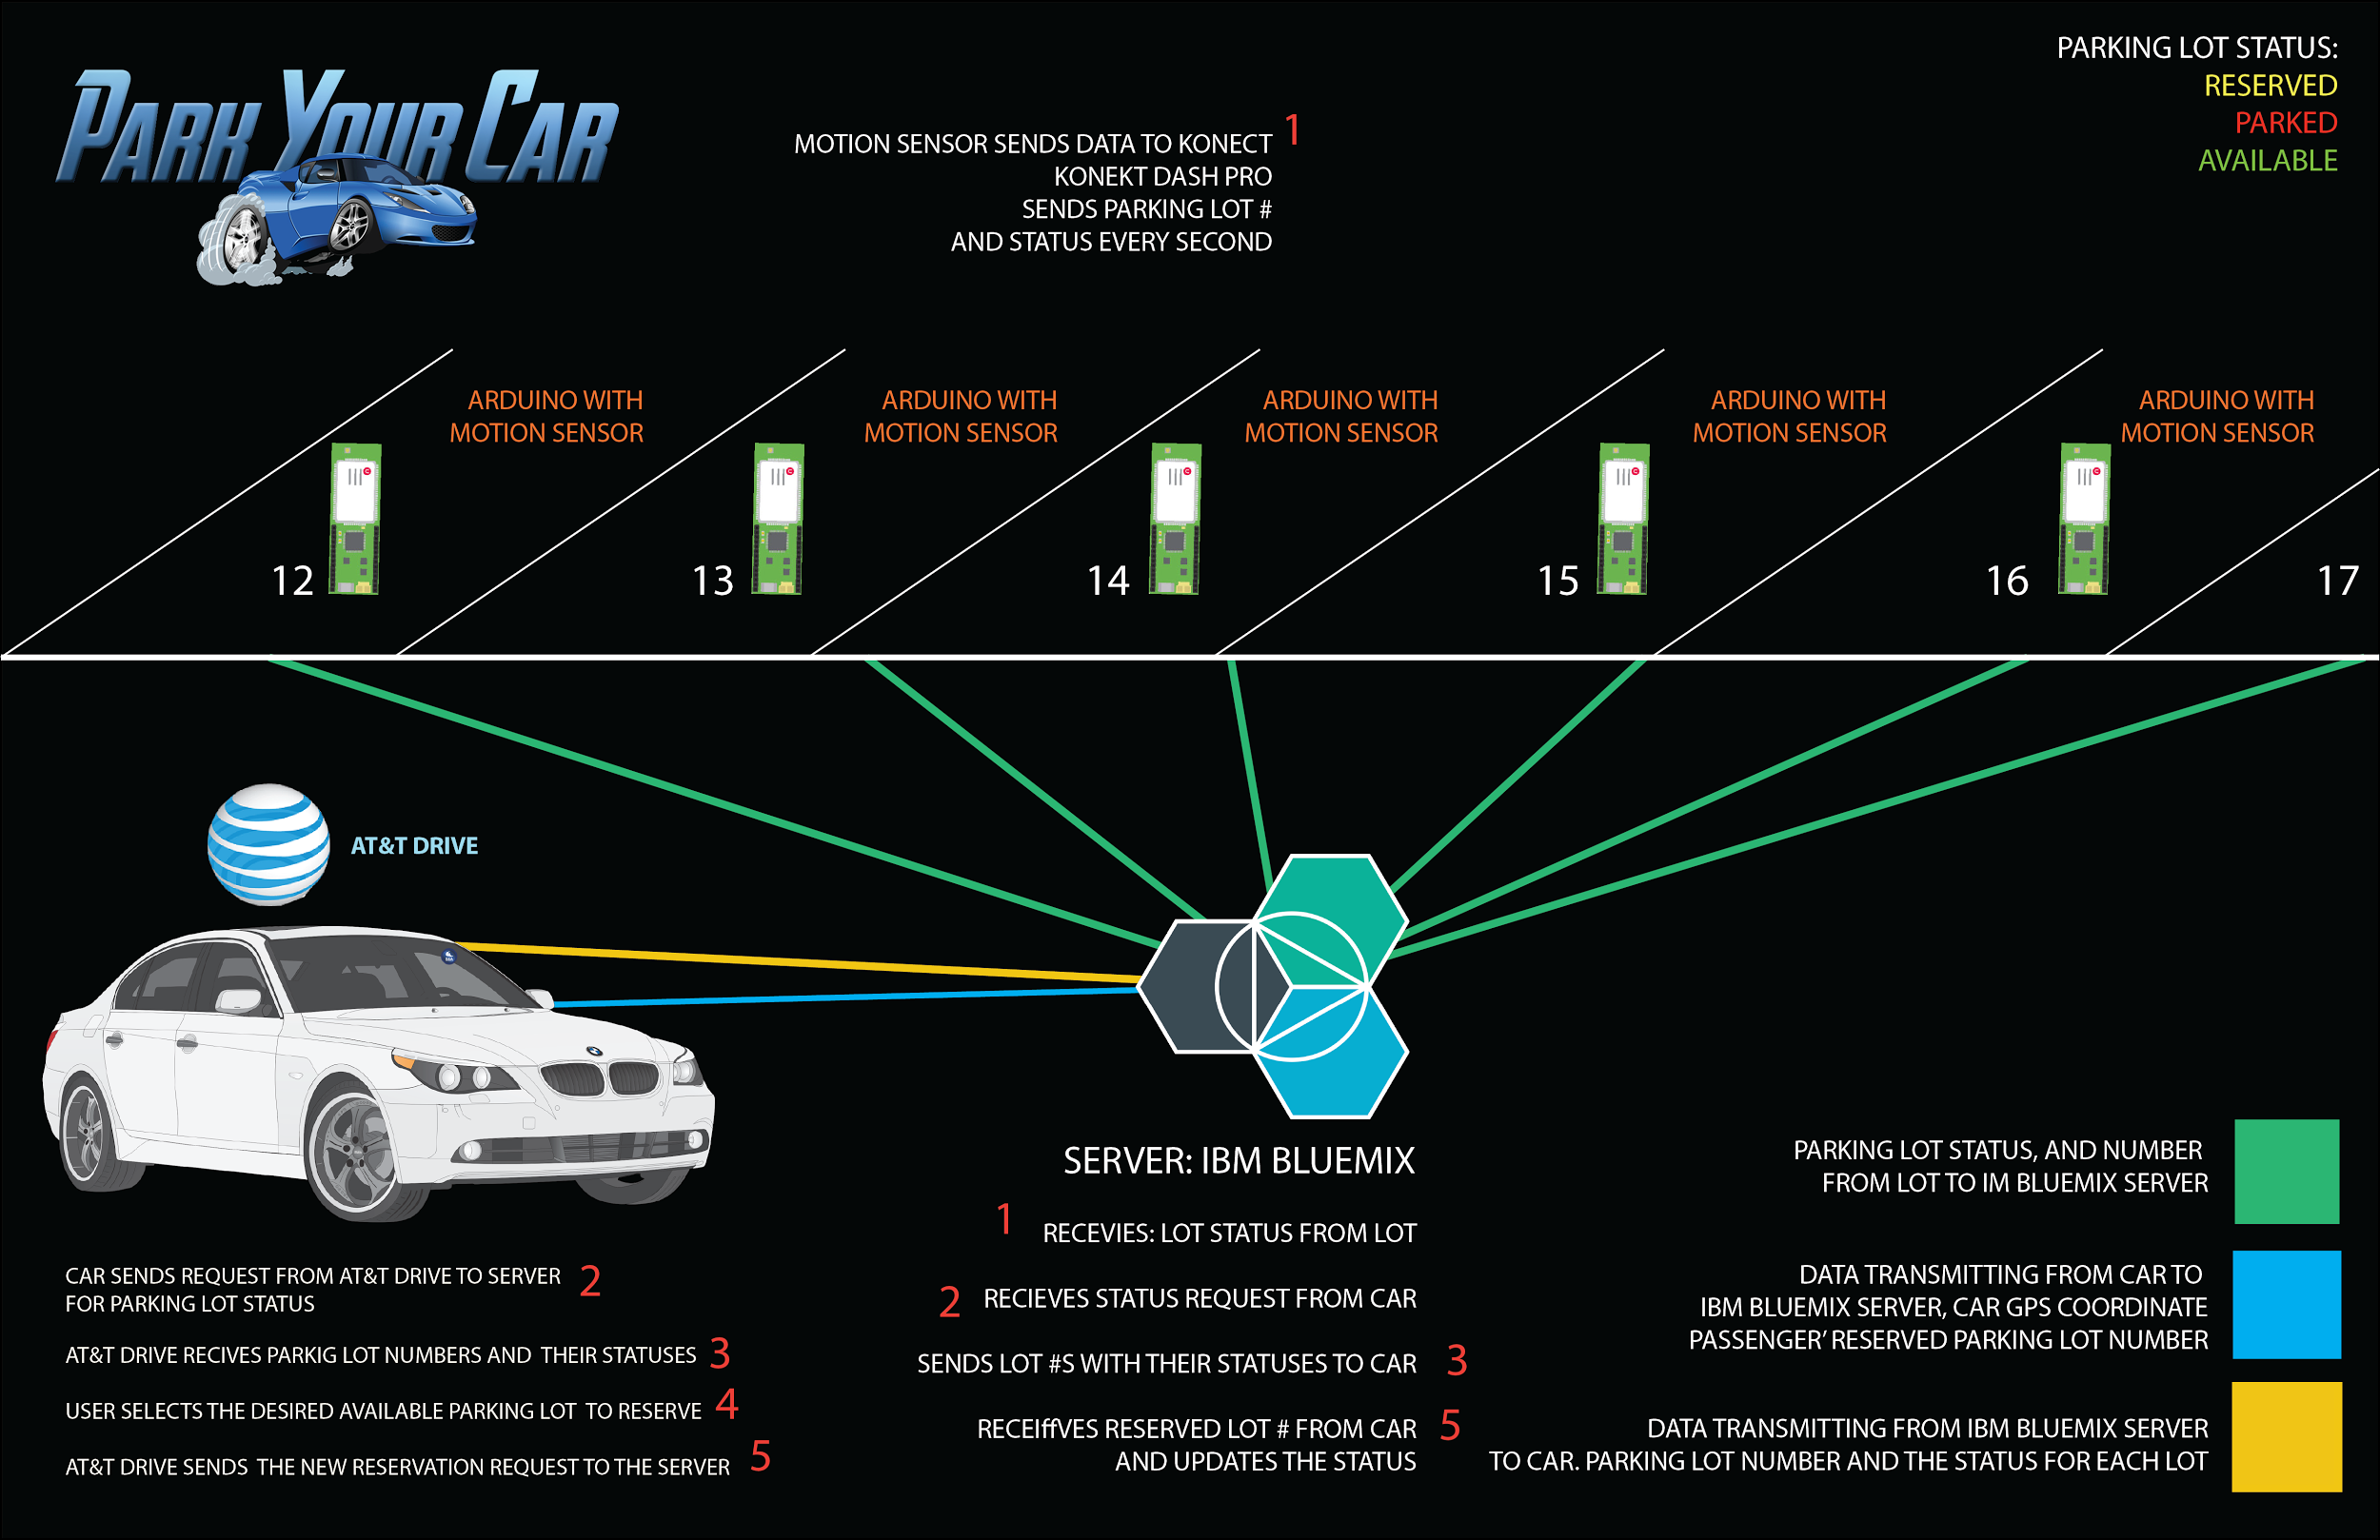 PARK YOUR CAR
MOTION SENSOR SENDS DATA TO KONECT 1
KONEKT DASH PRO
SENDS PARKING LOT #
AND STATUS EVERY SECOND
PARKING LOT STATUS:
RESERVED
PARKED
AVAILABLE
ARDUINO WITH
MOTION SENSOR
ARDUINO WITH
MOTION SENSOR
ARDUINO WITH
MOTION SENSOR
ARDUINO WITH
MOTION SENSOR
ARDUINO WITH
MOTION SENSOR
12
13
14
15
16
17
AT&T DRIVE
CAR SENDS REQUEST FROM AT&T DRIVE TO SERVER 2
FOR PARKING LOT STATUS
AT&T DRIVE RECIVES PARKIG LOT NUMBERS AND THEIR STATUSES 3
USER SELECTS THE DESIRED AVAILABLE PARKING LOT TO RESERVE 4
AT&T DRIVE SENDS THE NEW RESERVATION REQUEST TO THE SERVER 5
SERVER: IBM BLUEMIX
1 RECEVIES: LOT STATUS FROM LOT
2 RECIEVES STATUS REQUEST FROM CAR
SENDS LOT #S WITH THEIR STATUSES TO CAR 3
RECEIffVES RESERVED LOT # FROM CAR 5
AND UPDATES THE STATUS
PARKING LOT STATUS, AND NUMBER
FROM LOT TO IM BLUEMIX SERVER
DATA TRANSMITTING FROM CAR TO
IBM BLUEMIX SERVER, CAR GPS COORDINATE
PASSENGER' RESERVED PARKING LOT NUMBER
DATA TRANSMITTING FROM IBM BLUEMIX SERVER
TO CAR. PARKING LOT NUMBER AND THE STATUS FOR EACH LOT